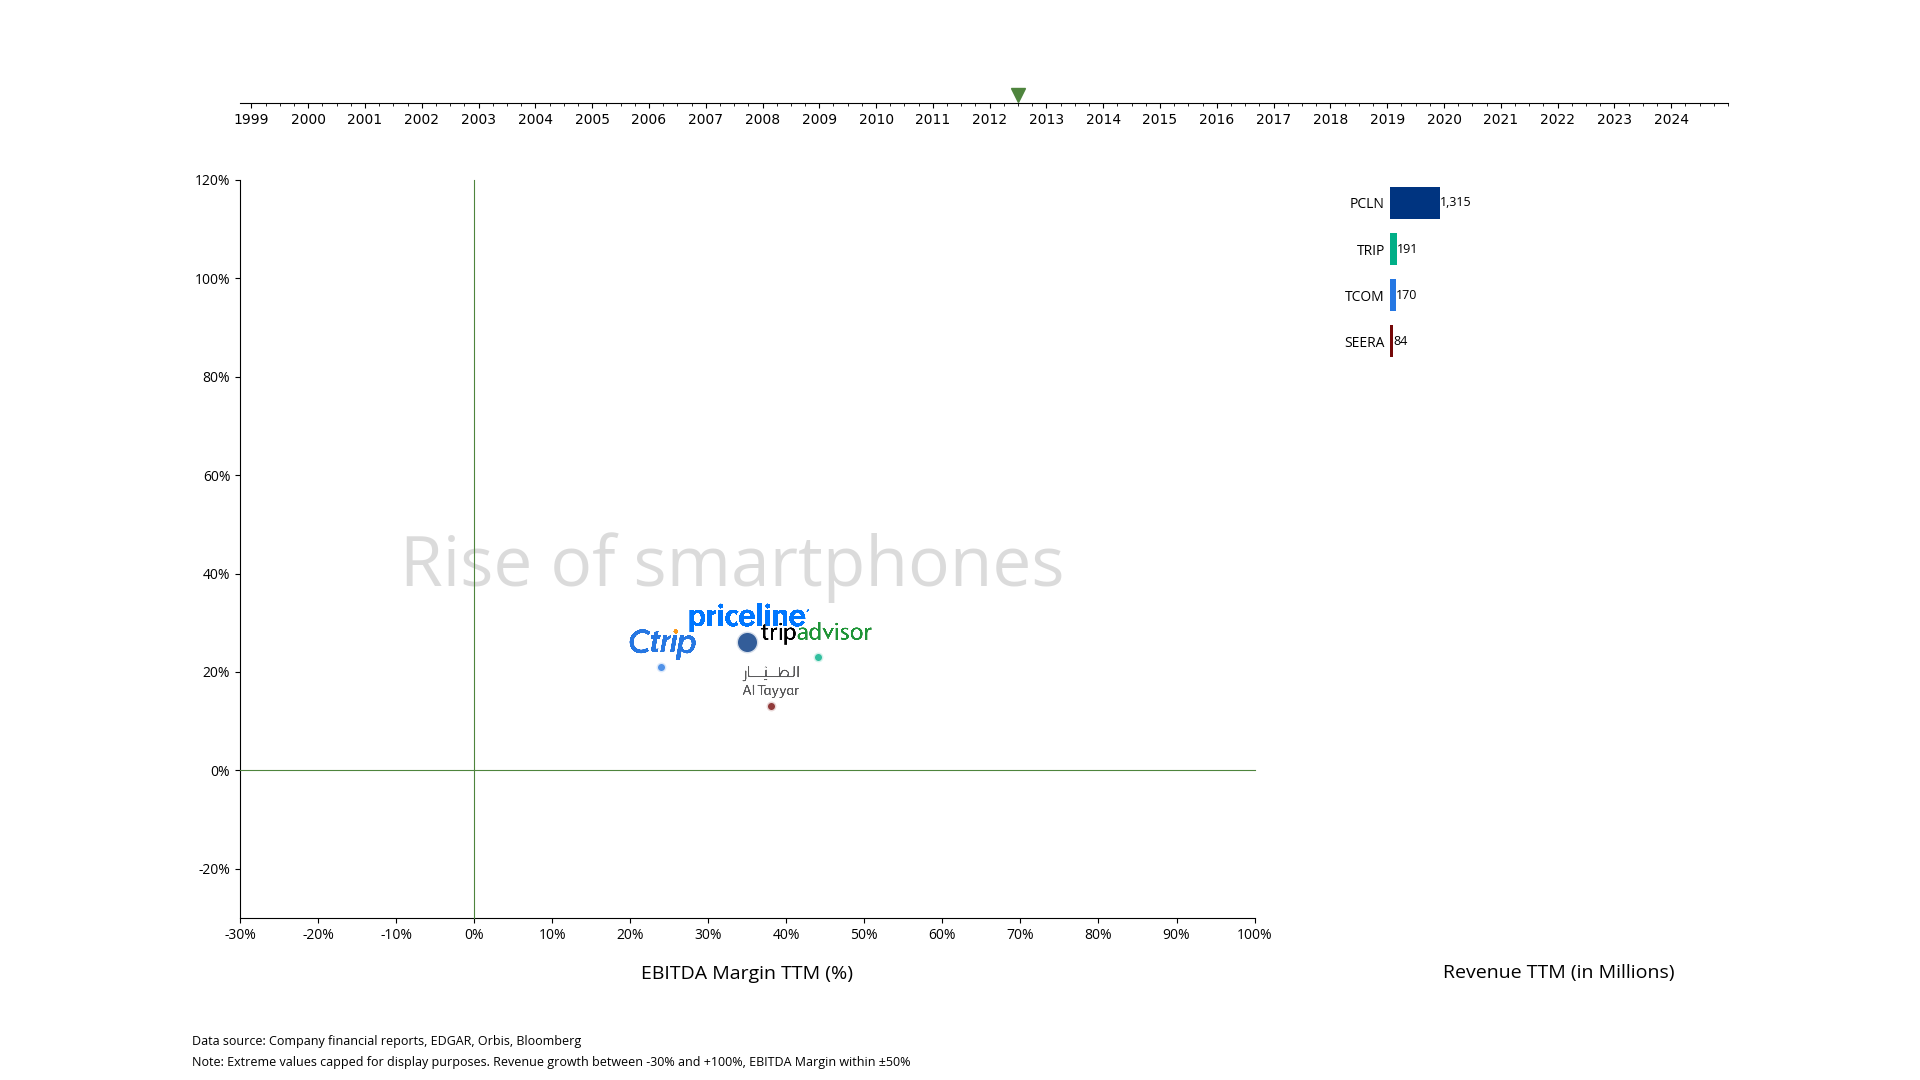 1999 2000 2001 2002 2003 2004 2005 2006 2007 2008 2009 2010 2011 2012 2013 2014 2015 2016 2017 2018 2019 2020 2021 2022 2023 2024
120%
100%
80%
60%
40%
20%
0%
-20%
Rise of smartphones
priceline
tripadvisor
Ctrip
الطيار
Al Tayyar
-30% -20% -10% 0% 10% 20% 30% 40% 50% 60% 70% 80% 90% 100%
EBITDA Margin TTM (%)
PCLN 1,315
TRIP 191
TCOM 170
SEERA 84
Revenue TTM (in Millions)
Data source: Company financial reports, EDGAR, Orbis, Bloomberg
Note: Extreme values capped for display purposes. Revenue growth between -30% and +100%, EBITDA Margin within ±50%